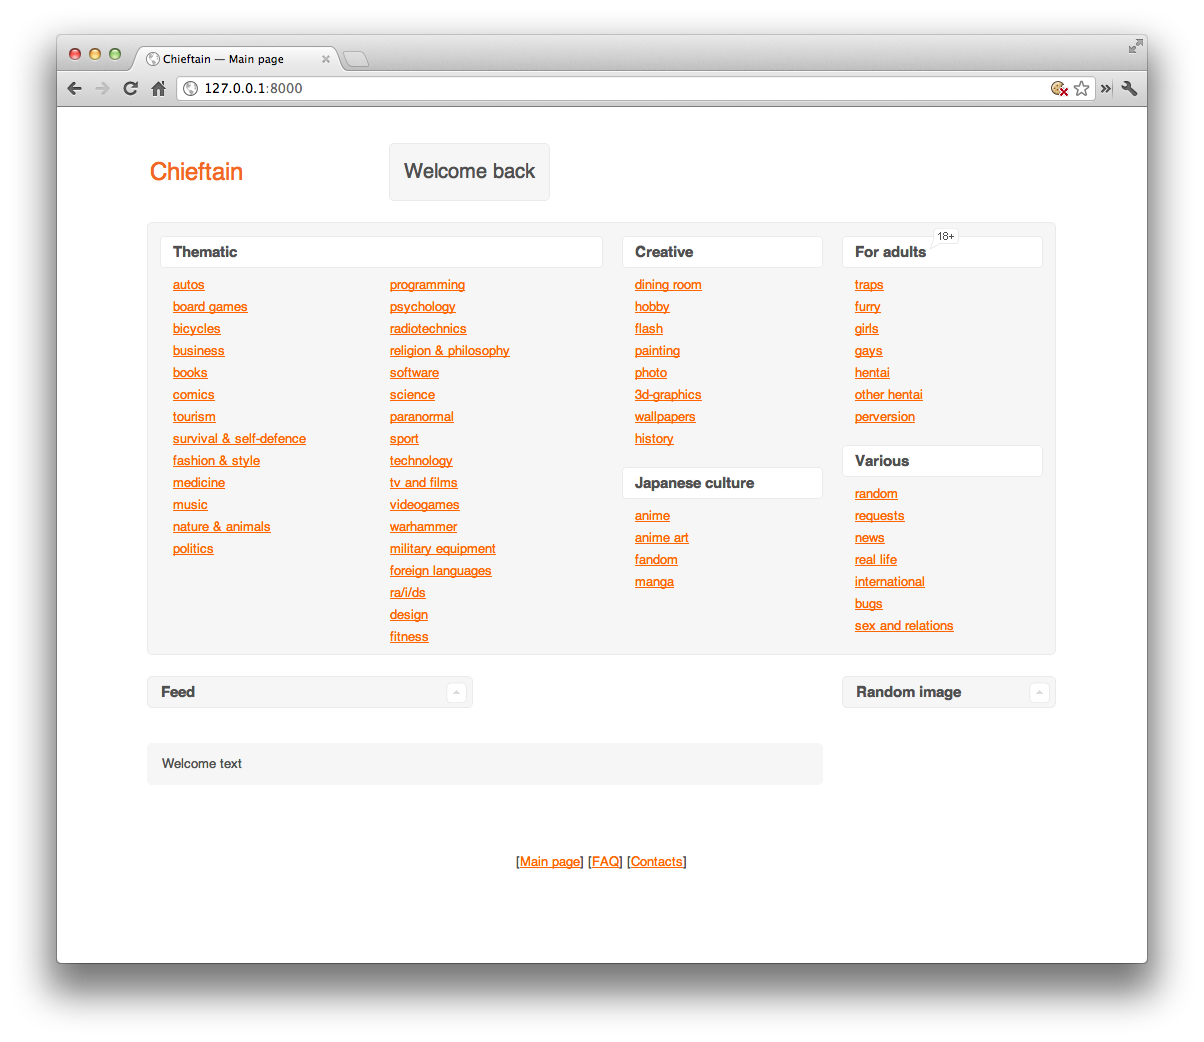 Chieftain — Main page
127.0.0.1:8000
Chieftain
Welcome back
Thematic
autos
board games
bicycles
business
books
comics
tourism
survival & self-defence
fashion & style
medicine
music
nature & animals
politics
programming
psychology
radiotechnics
religion & philosophy
software
science
paranormal
sport
technology
tv and films
videogames
warhammer
military equipment
foreign languages
ra/i/ds
design
fitness
Creative
dining room
hobby
flash
painting
photo
3d-graphics
wallpapers
history
Japanese culture
anime
anime art
fandom
manga
For adults
18+
traps
furry
girls
gays
hentai
other hentai
perversion
Various
random
requests
news
real life
international
bugs
sex and relations
Feed
Random image
Welcome text
[Main page] [FAQ] [Contacts]